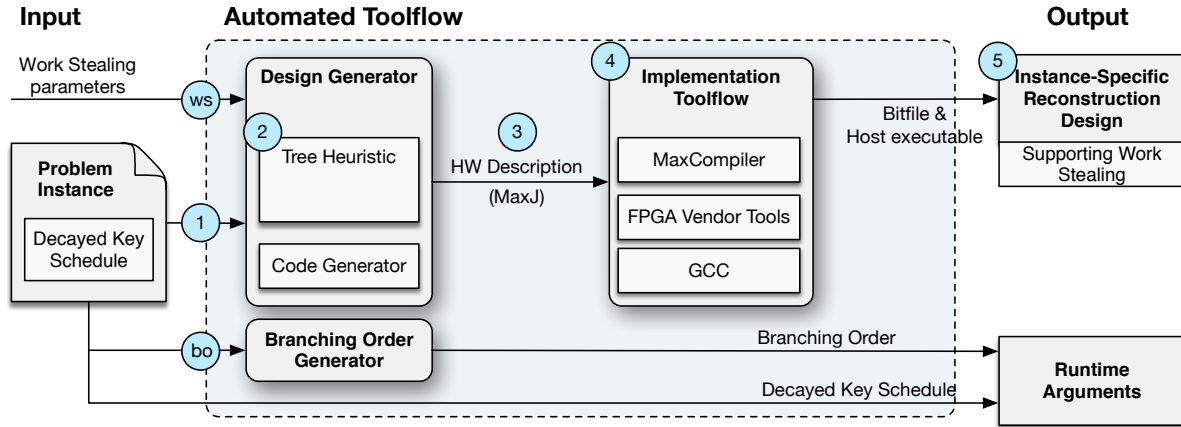 Input
Automated Toolflow
Output
Work Stealing
parameters
ws
Design Generator
2
Tree Heuristic
Code Generator
3
HW Description
(MaxJ)
4
Implementation
Toolflow
MaxCompiler
FPGA Vendor Tools
GCC
Bitfile &
Host executable
5
Instance-Specific
Reconstruction
Design
Supporting Work
Stealing
Problem
Instance
Decayed Key
Schedule
1
bo
Branching Order
Generator
Branching Order
Decayed Key Schedule
Runtime
Arguments